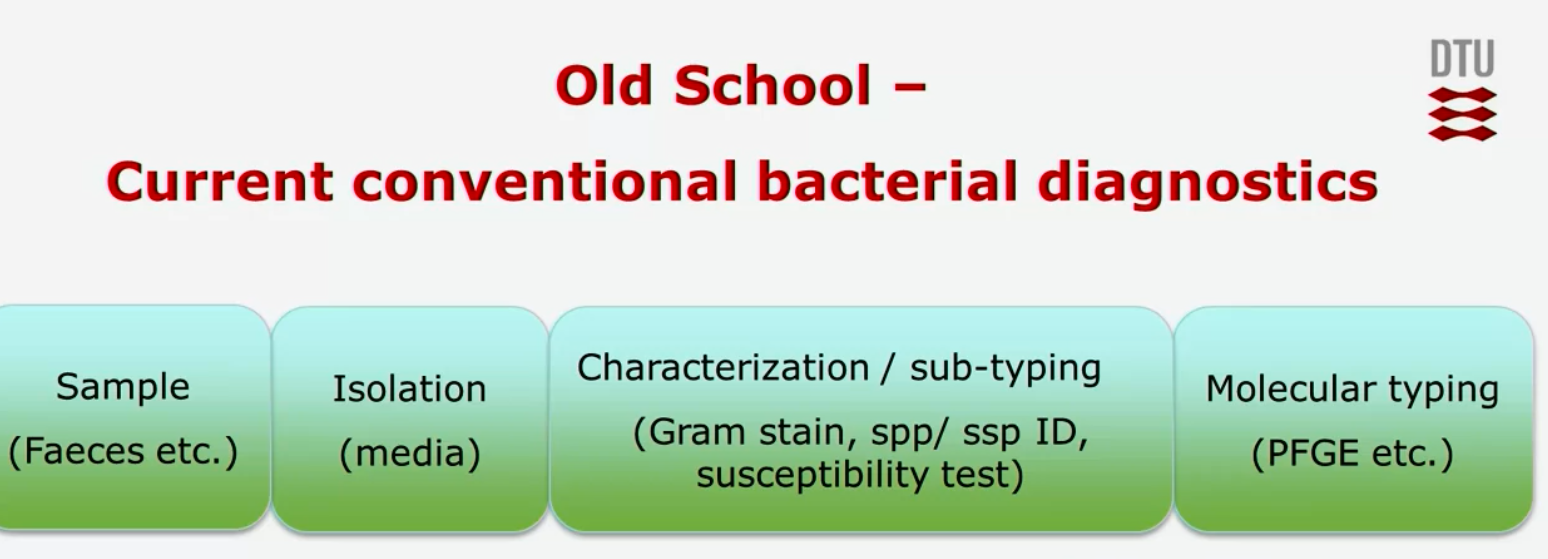 Old School –
DTU
Current conventional bacterial diagnostics
Sample
(Faeces etc.)
Isolation
(media)
Characterization / sub-typing
(Gram stain, spp/ ssp ID,
susceptibility test)
Molecular typing
(PFGE etc.)